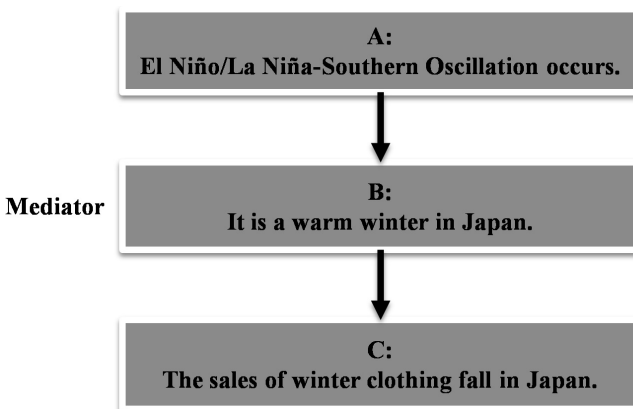 A:
El Niño/La Niña-Southern Oscillation occurs.
Mediator
B:
It is a warm winter in Japan.
C:
The sales of winter clothing fall in Japan.